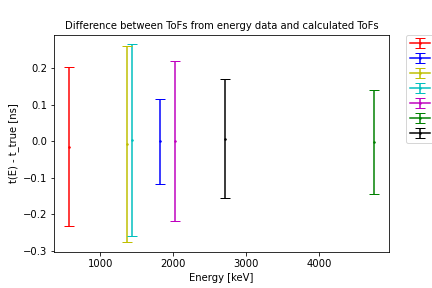 Difference between ToFs from energy data and calculated ToFs
t(E) - t_true [ns]
0.2
0.1
0.0
−0.1
−0.2
−0.3
1000 2000 3000 4000
Energy [keV]